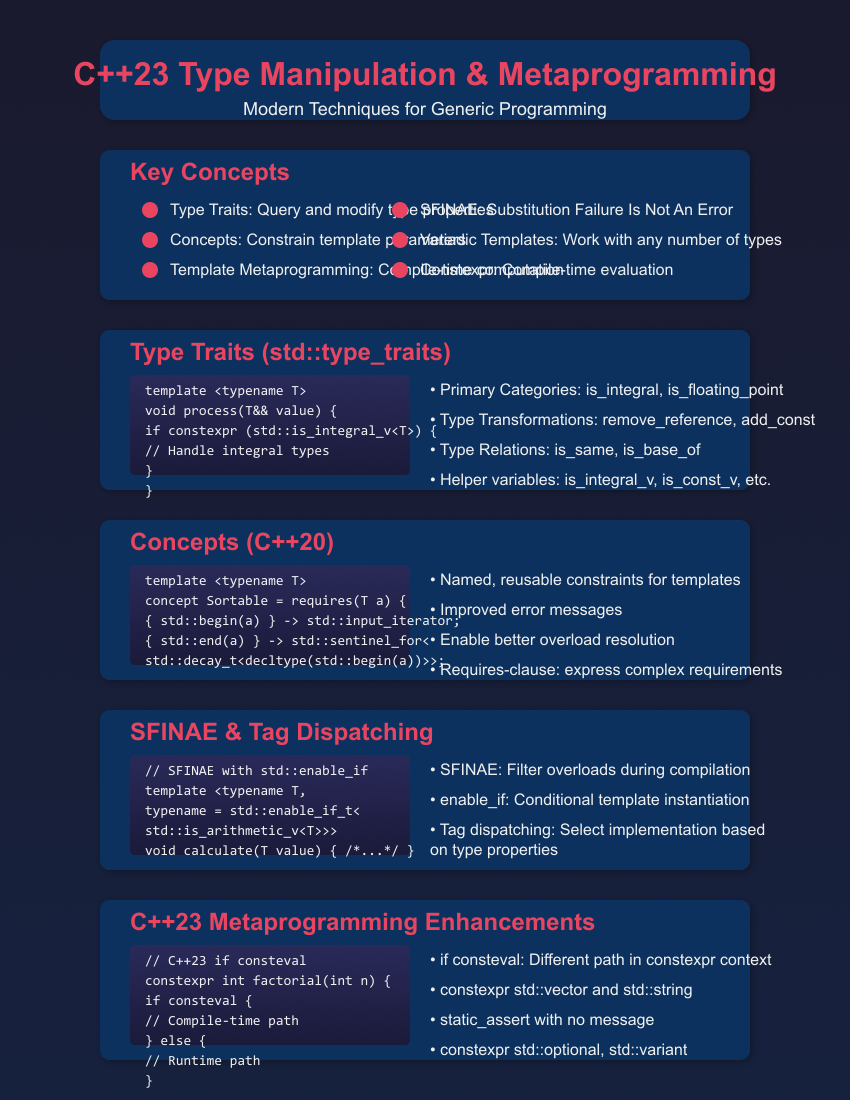 C++23 Type Manipulation & Metaprogramming
Modern Techniques for Generic Programming
Key Concepts
Type Traits: Query and modify type properties
SFINAE: Substitution Failure Is Not An Error
Concepts: Constrain template parameters
Variadic Templates: Work with any number of types
Template Metaprogramming: Compile-time computation
Constexpr: Compile-time evaluation
Type Traits (std::type_traits)
template <typename T>
void process(T&& value) {
if constexpr (std::is_integral_v<T>) {
// Handle integral types
}
}
• Primary Categories: is_integral, is_floating_point
• Type Transformations: remove_reference, add_const
• Type Relations: is_same, is_base_of
• Helper variables: is_integral_v, is_const_v, etc.
Concepts (C++20)
template <typename T>
concept Sortable = requires(T a) {
{ std::begin(a) } -> std::input_iterator;
{ std::end(a) } -> std::sentinel_for<
std::decay_t<decltype(std::begin(a))>>;
• Named, reusable constraints for templates
• Improved error messages
• Enable better overload resolution
• Requires-clause: express complex requirements
SFINAE & Tag Dispatching
// SFINAE with std::enable_if
template <typename T,
typename = std::enable_if_t<
std::is_arithmetic_v<T>>>
void calculate(T value) { /*...*/ }
• SFINAE: Filter overloads during compilation
• enable_if: Conditional template instantiation
• Tag dispatching: Select implementation based
on type properties
C++23 Metaprogramming Enhancements
// C++23 if consteval
constexpr int factorial(int n) {
if consteval {
// Compile-time path
} else {
// Runtime path
}
• if consteval: Different path in constexpr context
• constexpr std::vector and std::string
• static_assert with no message
• constexpr std::optional, std::variant